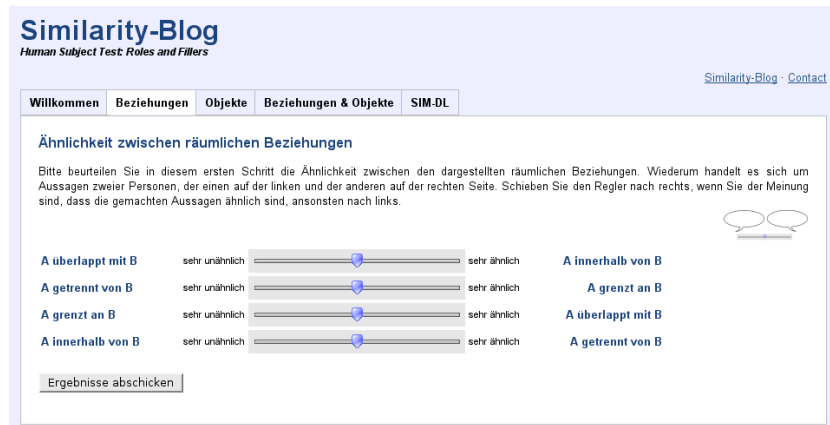 Similarity-Blog
Human Subject Test: Roles and Fillers
Similarity-Blog · Contact
Willkommen Beziehungen Objekte Beziehungen & Objekte SIM-DL
Ähnlichkeit zwischen räumlichen Beziehungen
Bitte beurteilen Sie in diesem ersten Schritt die Ähnlichkeit zwischen den dargestellten räumlichen Beziehungen. Wiederum handelt es sich um
Aussagen zweier Personen, der einen auf der linken und der anderen auf der rechten Seite. Schieben Sie den Regler nach rechts, wenn Sie der Meinung
sind, dass die gemachten Aussagen ähnlich sind, ansonsten nach links.
A überlappt mit B sehr unähnlich sehr ähnlich A innerhalb von B
A getrennt von B sehr unähnlich sehr ähnlich A grenzt an B
A grenzt an B sehr unähnlich sehr ähnlich A überlappt mit B
A innerhalb von B sehr unähnlich sehr ähnlich A getrennt von B
Ergebnisse abschicken